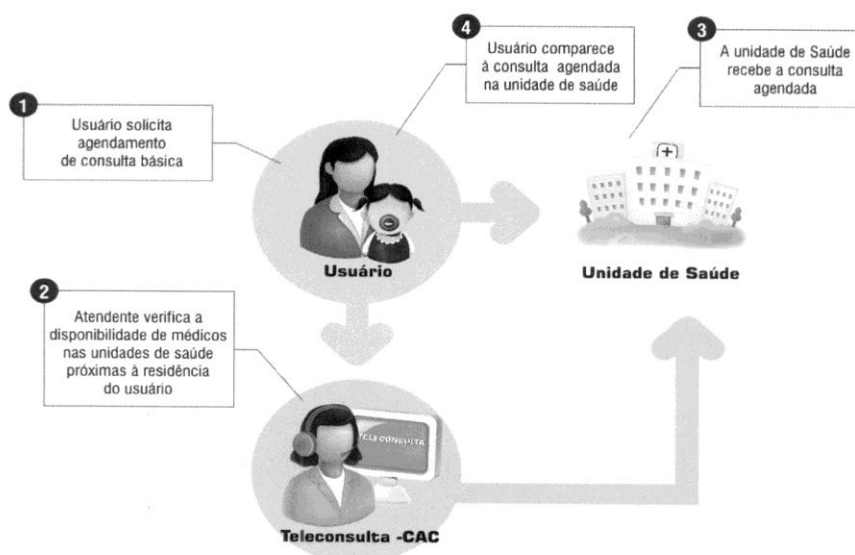 1
Usuário solicita
agendamento
de consulta básica
4
Usuário comparece
à consulta agendada
na unidade de saúde
3
A unidade de Saúde
recebe a consulta
agendada
Usuário
Unidade de Saúde
2
Atendente verifica a
disponibilidade de médicos
nas unidades de saúde
próximas à residência
do usuário
TELECONSULTA
Teleconsulta -CAC